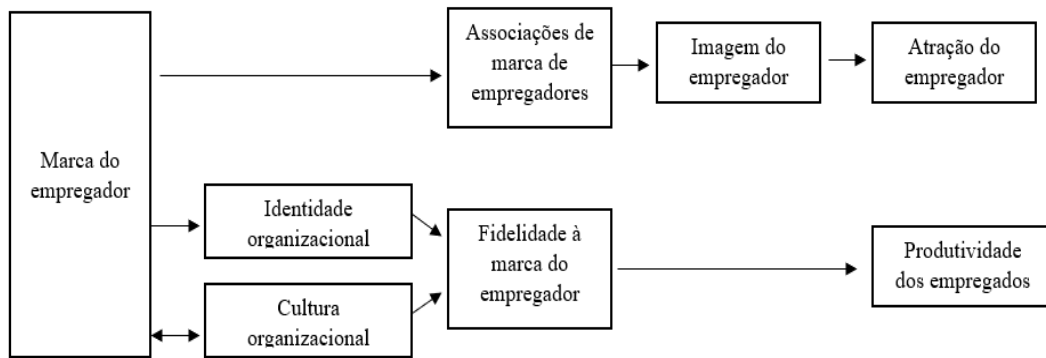 Marca do
empregador
Associações de
marca de
empregadores
Imagem do
empregador
Atração do
empregador
Identidade
organizacional
Cultura
organizacional
Fidelidade à
marca do
empregador
Produtividade
dos empregados